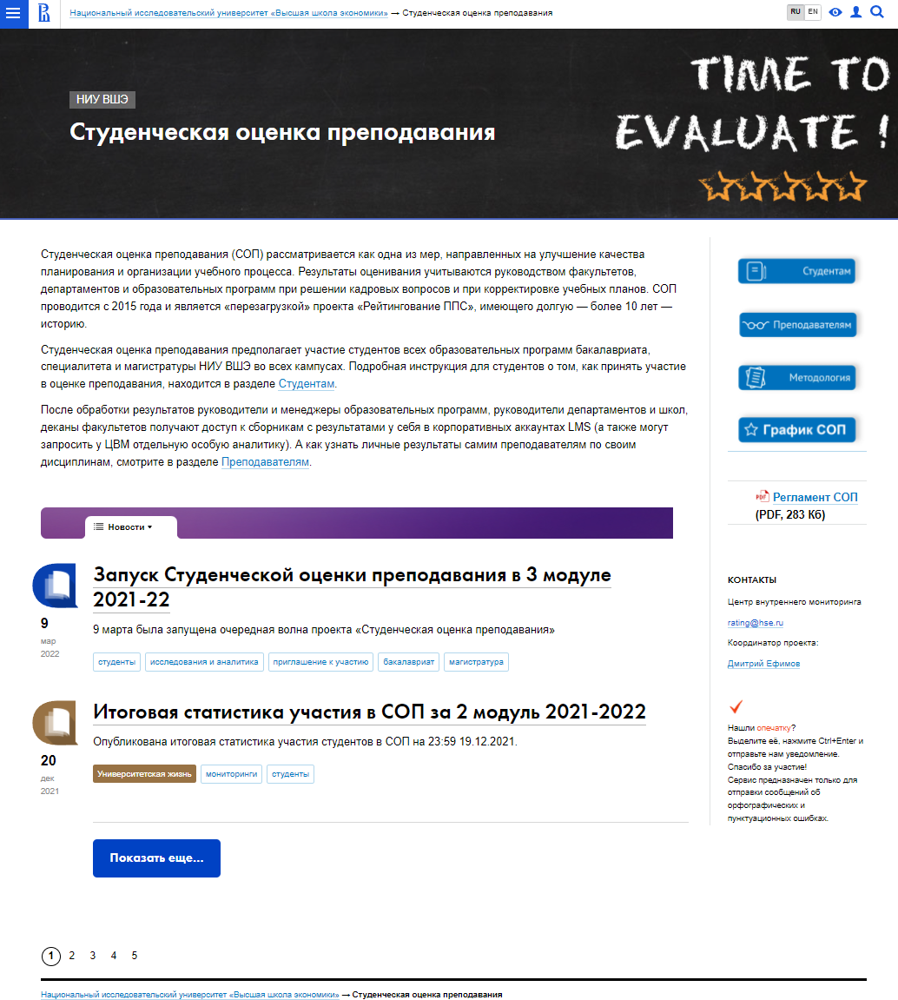 Национальный исследовательский университет «Высшая школа экономики» → Студенческая оценка преподавания
RU EN
НИУ ВШЭ
Студенческая оценка преподавания
TIME TO
EVALUATE !
Студенческая оценка преподавания (СОП) рассматривается как одна из мер, направленных на улучшение качества
планирования и организации учебного процесса. Результаты оценивания учитываются руководством факультетов,
департаментов и образовательных программ при решении кадровых вопросов и при корректировке учебных планов. СОП
проводится с 2015 года и является «перезагрузкой» проекта «Рейтингование ППС», имеющего долгую — более 10 лет —
историю.
Студенческая оценка преподавания предполагает участие студентов всех образовательных программ бакалавриата,
специалитета и магистратуры НИУ ВШЭ во всех кампусах. Подробная инструкция для студентов о том, как принять участие
в оценке преподавания, находится в разделе Студентам.
После обработки результатов руководители и менеджеры образовательных программ, руководители департаментов и школ,
деканы факультетов получают доступ к сборникам с результатами у себя в корпоративных аккаунтах LMS (а также могут
запросить у ЦВМ отдельную особую аналитику). А как узнать личные результаты самим преподавателям по своим
дисциплинам, смотрите в разделе Преподавателям.
Новости
Запуск Студенческой оценки преподавания в 3 модуле
2021-22
9
мар
2022
9 марта была запущена очередная волна проекта «Студенческая оценка преподавания»
студенты исследования и аналитика приглашение к участию бакалавриат магистратура
Итоговая статистика участия в СОП за 2 модуль 2021-2022
20
дек
2021
Опубликована итоговая статистика участия студентов в СОП на 23:59 19.12.2021.
Университетская жизнь мониторинги студенты
Показать еще...
Студентам
Преподавателям
Методология
График СОП
PDF Регламент СОП
(PDF, 283 Кб)
КОНТАКТЫ
Центр внутреннего мониторинга
rating@hse.ru
Координатор проекта:
Дмитрий Ефимов
Нашли опечатку?
Выделите её, нажмите Ctrl+Enter и
отправьте нам уведомление.
Спасибо за участие!
Сервис предназначен только для
отправки сообщений об
орфографических и
пунктуационных ошибках.
1 2 3 4 5
Национальный исследовательский университет «Высшая школа экономики» → Студенческая оценка преподавания